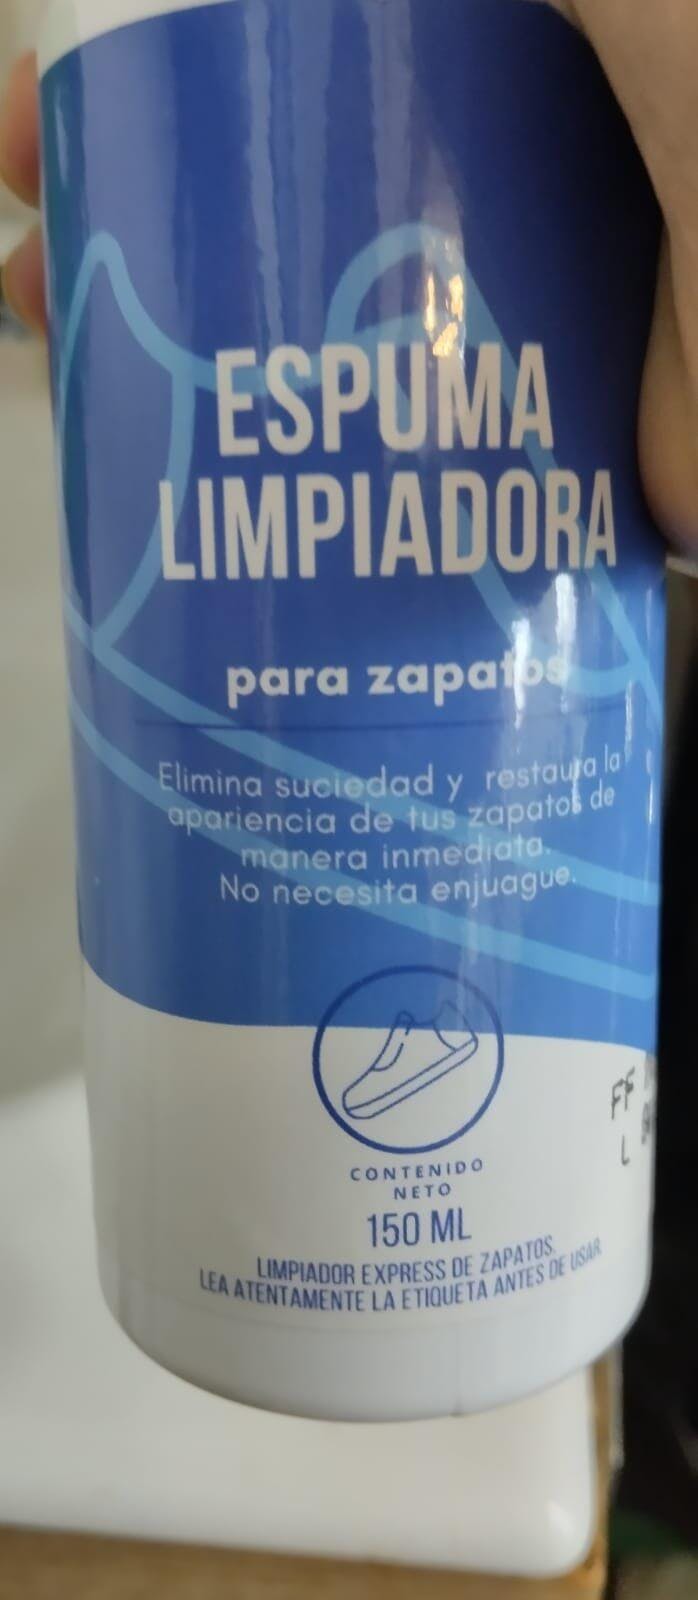 ESPUMA
LIMPIADORA
para zapatos
Elimina suciedad y restaura la
apariencia de tus zapatos de
manera inmediata.
No necesita enjuague.
FF
L
CONTENIDO
NETO
150 ML
LIMPIADOR EXPRESS DE ZAPATOS.
LEA ATENTAMENTE LA ETIQUETA ANTES DE USAR.